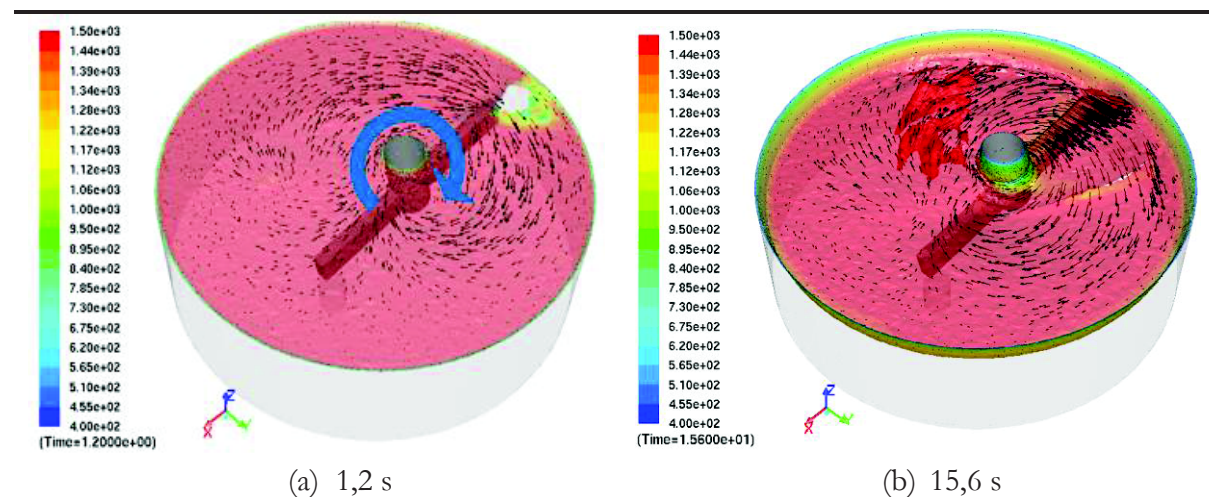 1.50e+03
1.44e+03
1.39e+03
1.34e+03
1.28e+03
1.22e+03
1.17e+03
1.12e+03
1.06e+03
1.00e+03
9.50e+02
8.95e+02
8.40e+02
7.85e+02
7.30e+02
6.75e+02
6.20e+02
5.65e+02
5.10e+02
4.55e+02
4.00e+02
(Time=1.2000e+00)
Z
X
Y
(a) 1,2 s
1.50e+03
1.44e+03
1.39e+03
1.34e+03
1.28e+03
1.22e+03
1.17e+03
1.12e+03
1.06e+03
1.00e+03
9.50e+02
8.95e+02
8.40e+02
7.85e+02
7.30e+02
6.75e+02
6.20e+02
5.65e+02
5.10e+02
4.55e+02
4.00e+02
(Time=1.5600e+01)
Z
X
Y
(b) 15,6 s